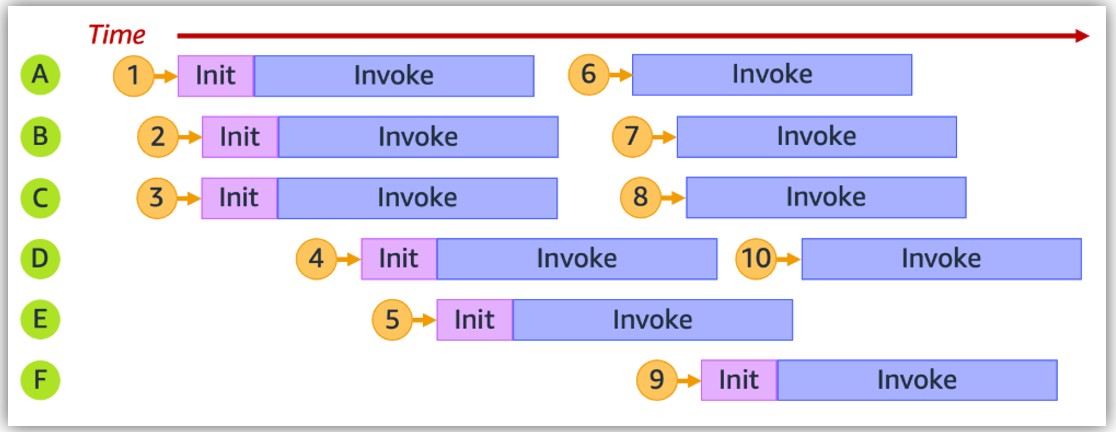 Time
A 1 Init Invoke 6 Invoke
B 2 Init Invoke 7 Invoke
C 3 Init Invoke 8 Invoke
D 4 Init Invoke 10 Invoke
E 5 Init Invoke
F 9 Init Invoke